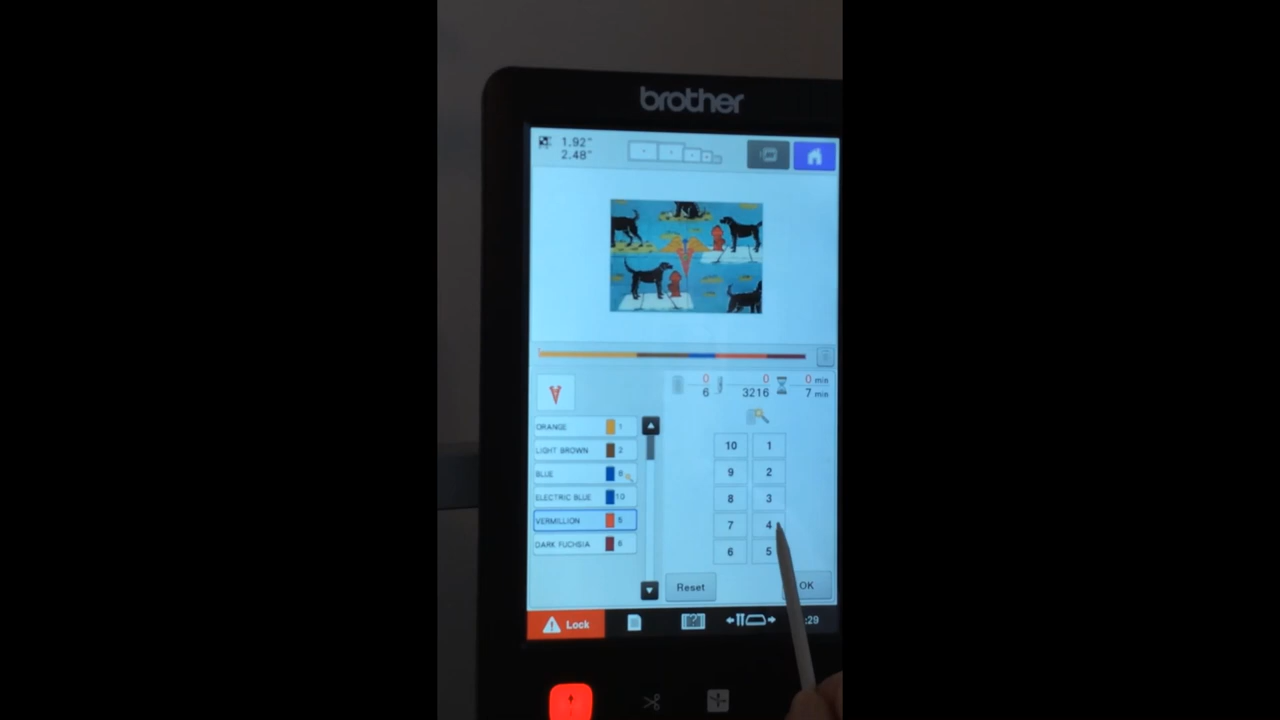 brother
1.92"
2.48"
0 0 0 min
6 3216 7 min
ORANGE 1
LIGHT BROWN 2
BLUE
ELECTRIC BLUE 10
VERMILLION 5
DARK FUCHSIA 6
10 1
9 2
8 3
7 4
6 5
Reset OK
Lock :29